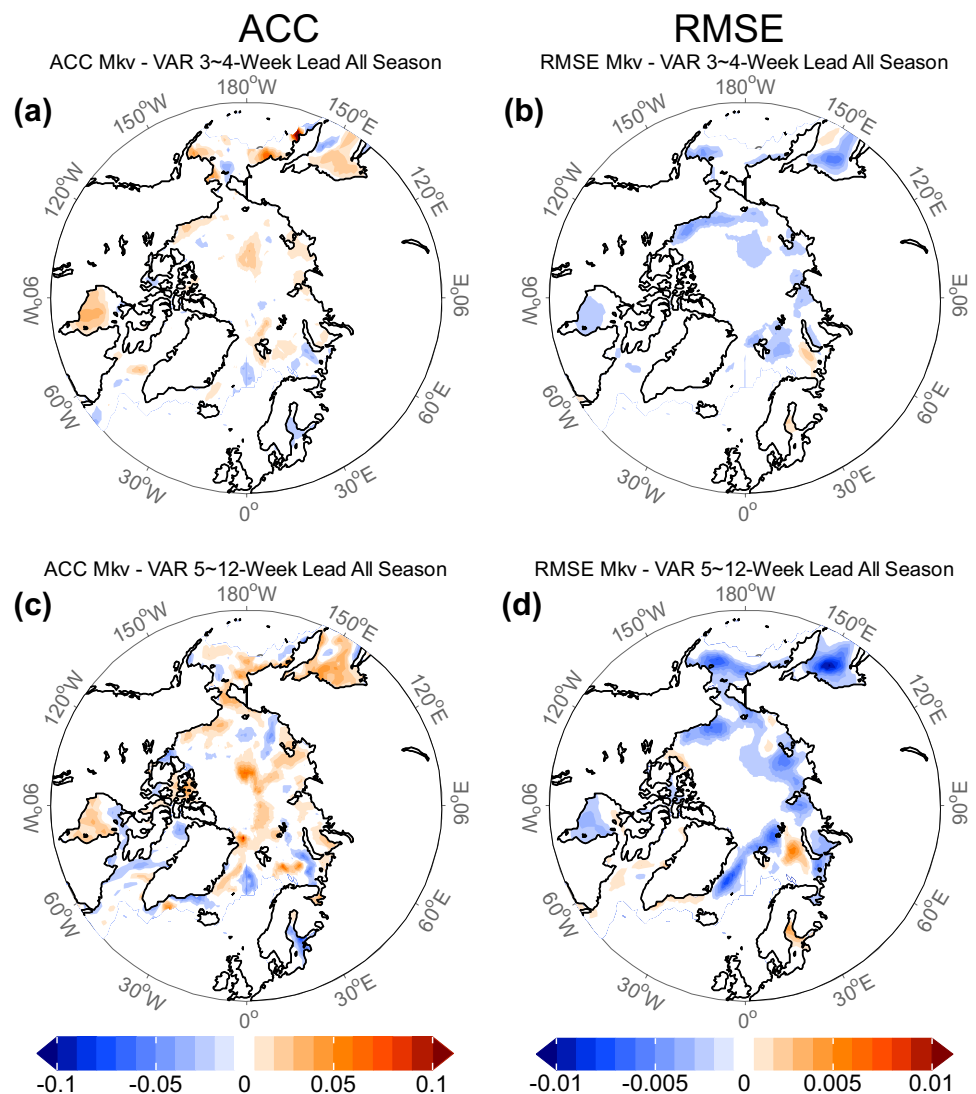 ACC RMSE
ACC Mkv - VAR 3~4-Week Lead All Season RMSE Mkv - VAR 3~4-Week Lead All Season
(a) 180°W (b) 180°W
150°W 150°E 150°W 150°E
120°W 120°E 120°W 120°E
90°W 90°E 90°W 90°E
60°W 60°E 60°W 60°E
30°W 30°E 30°W 30°E
0° 0°
ACC Mkv - VAR 5~12-Week Lead All Season RMSE Mkv - VAR 5~12-Week Lead All Season
(c) 180°W (d) 180°W
150°W 150°E 150°W 150°E
120°W 120°E 120°W 120°E
90°W 90°E 90°W 90°E
60°W 60°E 60°W 60°E
30°W 30°E 30°W 30°E
0° 0°
-0.1 -0.05 0 0.05 0.1 -0.01 -0.005 0 0.005 0.01